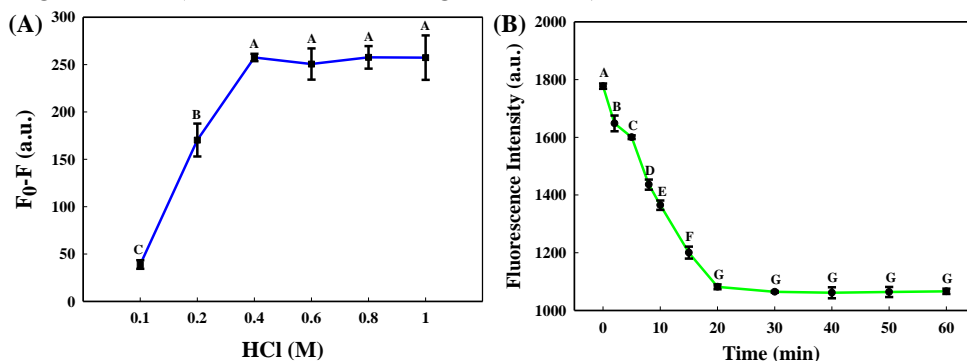 (A)
300
250
200
150
100
50
0
F0-F (a.u.)
C
B
A
A
A
A
0.1 0.2 0.4 0.6 0.8 1
HCl (M)
(B)
2000
1800
1600
1400
1200
1000
Fluorescence Intensity (a.u.)
A
B
C
D
E
F
G
G
G
G
G
0 10 20 30 40 50 60
Time (min)